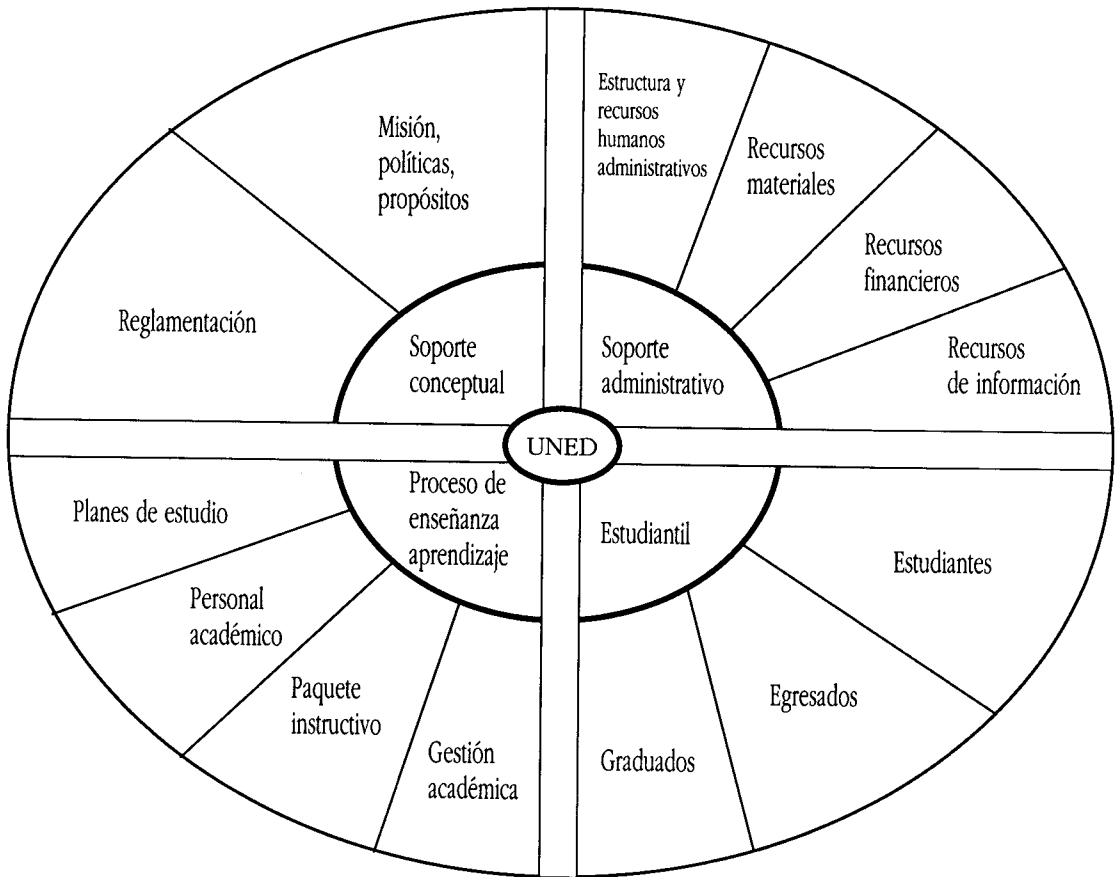 Misión,
políticas,
propósitos
Reglamentación
Soporte
conceptual
Estructura y
recursos
humanos
administrativos
Recursos
materiales
Recursos
financieros
Recursos
de información
Soporte
administrativo
UNED
Proceso de
enseñanza
aprendizaje
Planes de estudio
Personal
académico
Paquete
instructivo
Gestión
académica
Estudiantil
Estudiantes
Egresados
Graduados